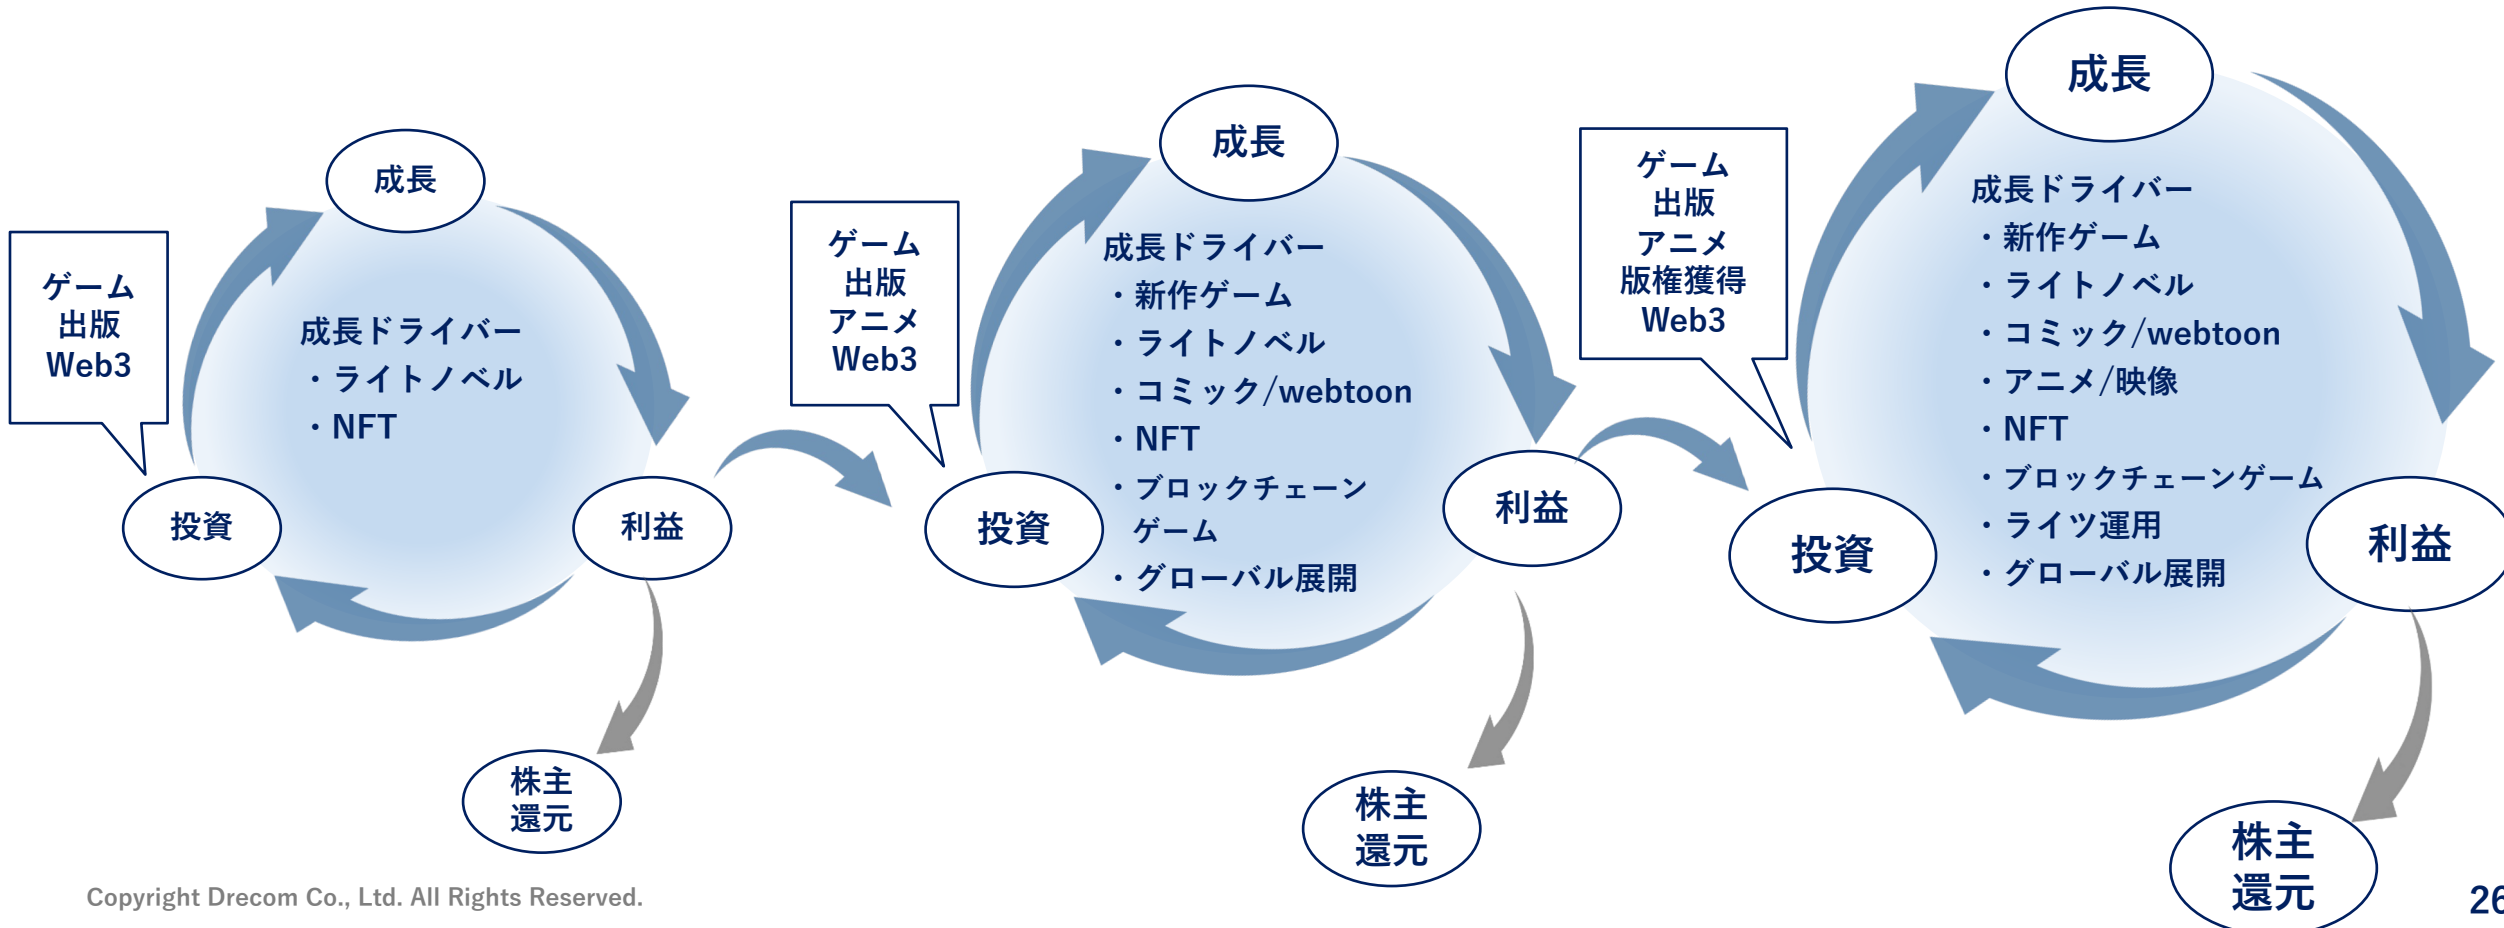 成長
ゲーム
出版
Web3
成長ドライバー
・ライトノベル
・NFT
投資
利益
株主
還元
成長
ゲーム
出版
アニメ
Web3
成長ドライバー
・新作ゲーム
・ライトノベル
・コミック/webtoon
・NFT
・ブロックチェーン
ゲーム
・グローバル展開
投資
利益
株主
還元
成長
ゲーム
出版
アニメ
版権獲得
Web3
成長ドライバー
・新作ゲーム
・ライトノベル
・コミック/webtoon
・アニメ/映像
・NFT
・ブロックチェーンゲーム
・ライツ運用
・グローバル展開
投資
利益
株主
還元
Copyright Drecom Co., Ltd. All Rights Reserved.
26